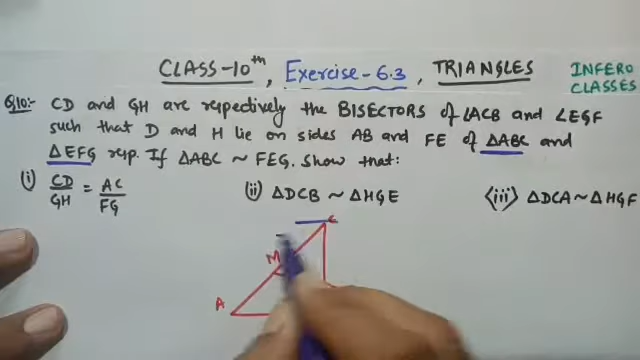 CLASS-10th, Exercise-6.3, TRIANGLES
INFERO
CLASSES
Q10:- CD and GH are respectively the BISECTORS of ∠ACB and ∠EGF
such that D and H lie on sides AB and FE of ΔABC and
ΔEFG resp. If ΔABC ~ FEG. Show that:
(i) CD/GH = AC/FG (ii) ΔDCB ~ ΔHGE (iii) ΔDCA ~ ΔHGF
C
M
A